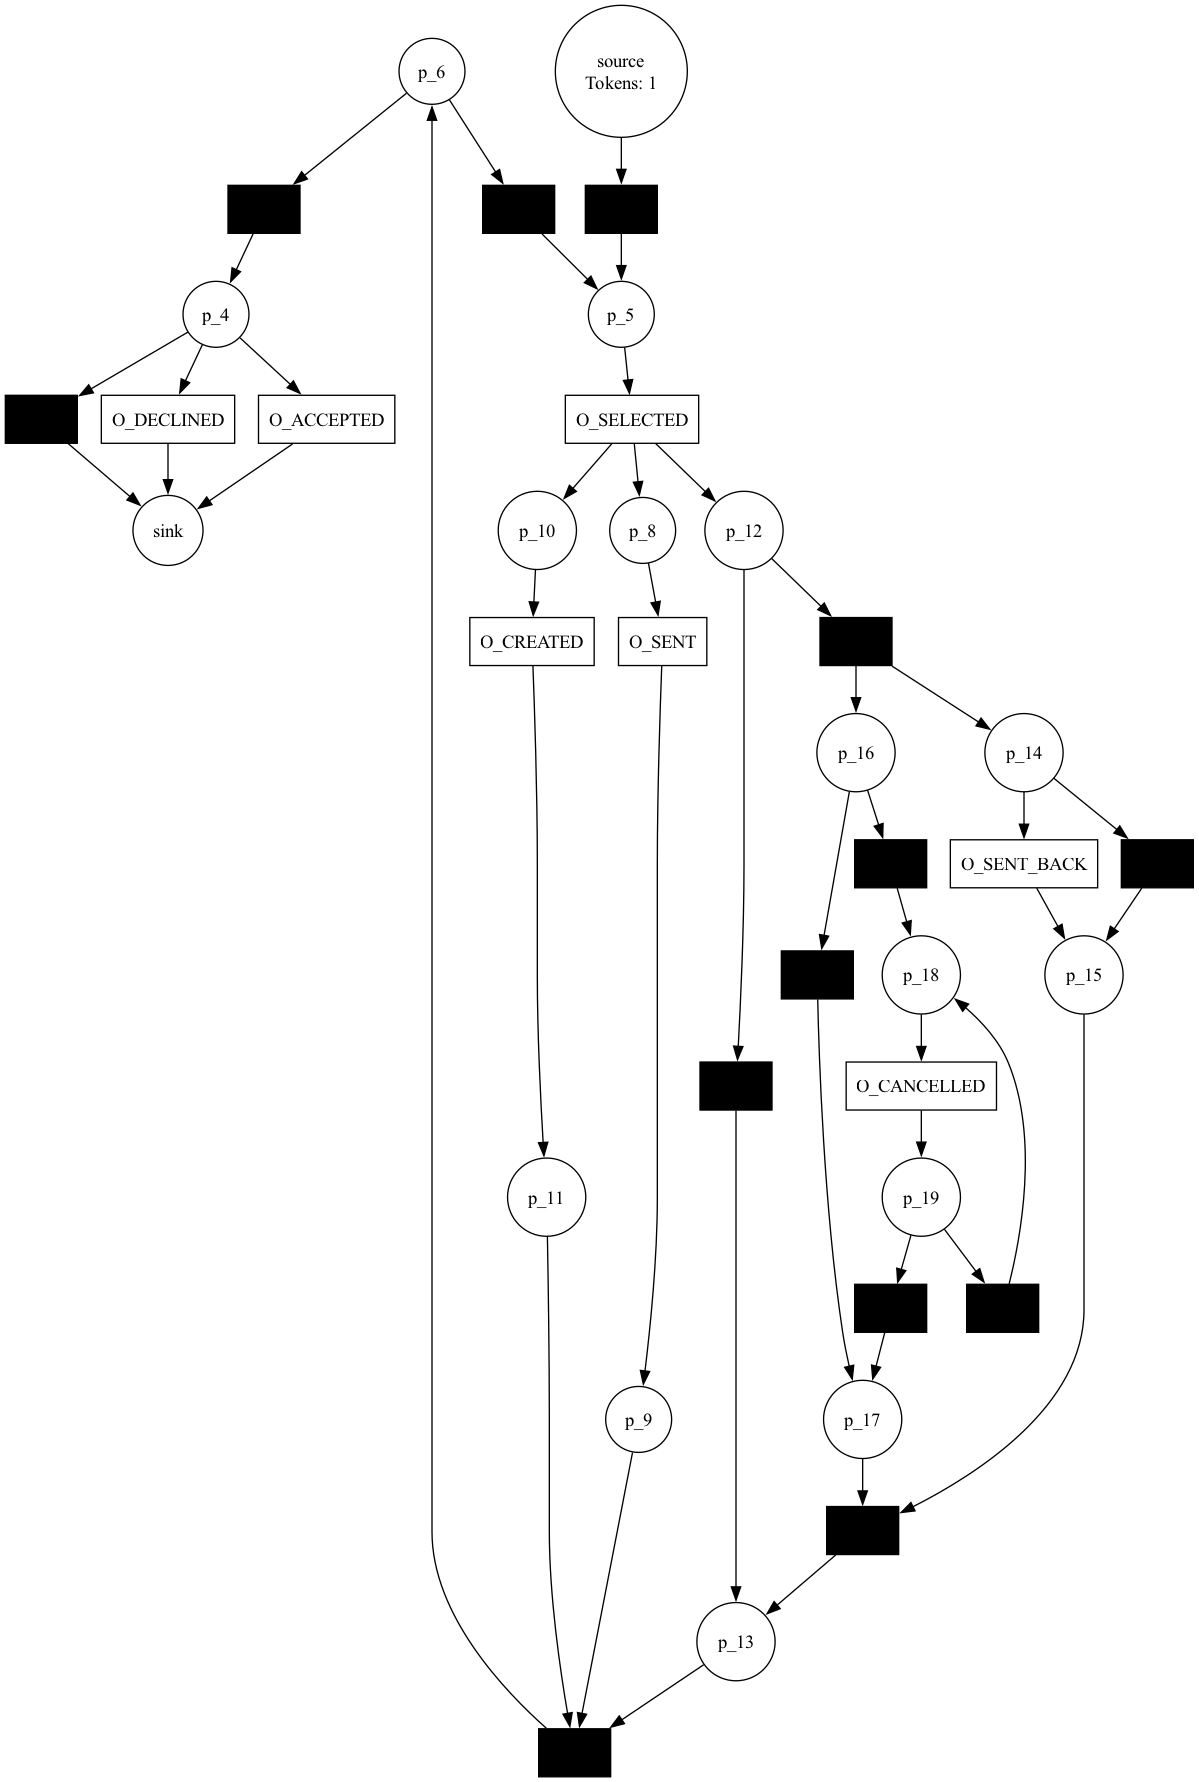 p_6
source
Tokens: 1
p_4
p_5
O_DECLINED
O_ACCEPTED
O_SELECTED
sink
p_10
p_8
p_12
O_CREATED
O_SENT
p_16
p_14
O_SENT_BACK
p_18
p_15
O_CANCELLED
p_11
p_19
p_9
p_17
p_13